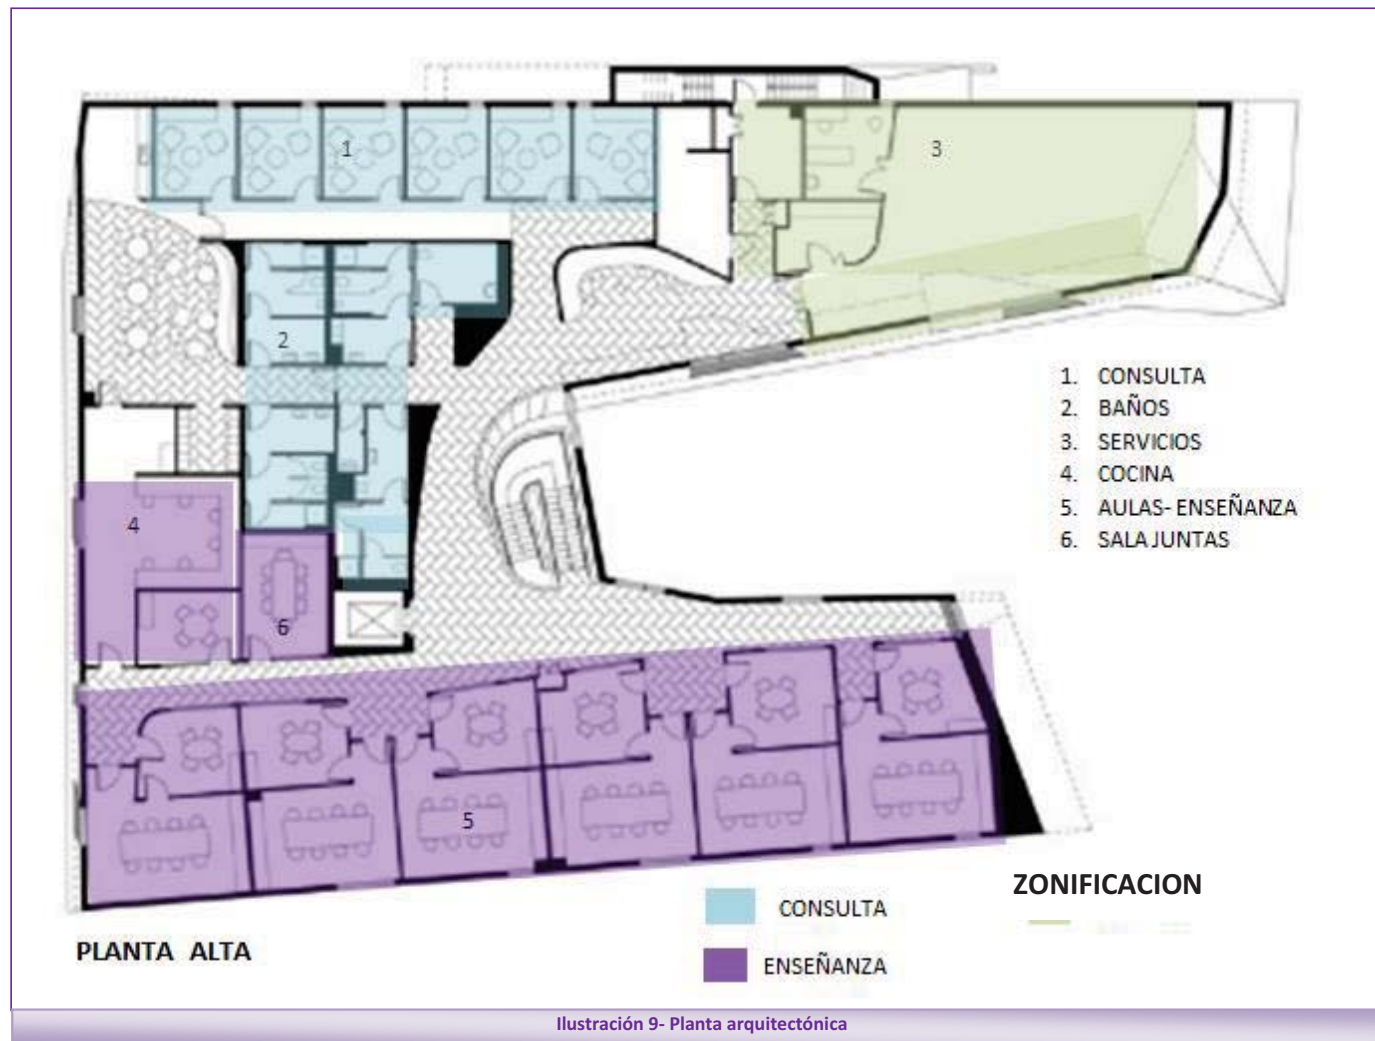 1
3
2
1. CONSULTA
2. BAÑOS
3. SERVICIOS
4. COCINA
5. AULAS- ENSEÑANZA
6. SALA JUNTAS
4
6
5
ZONIFICACION
CONSULTA
PLANTA ALTA
ENSEÑANZA
Ilustración 9- Planta arquitectónica